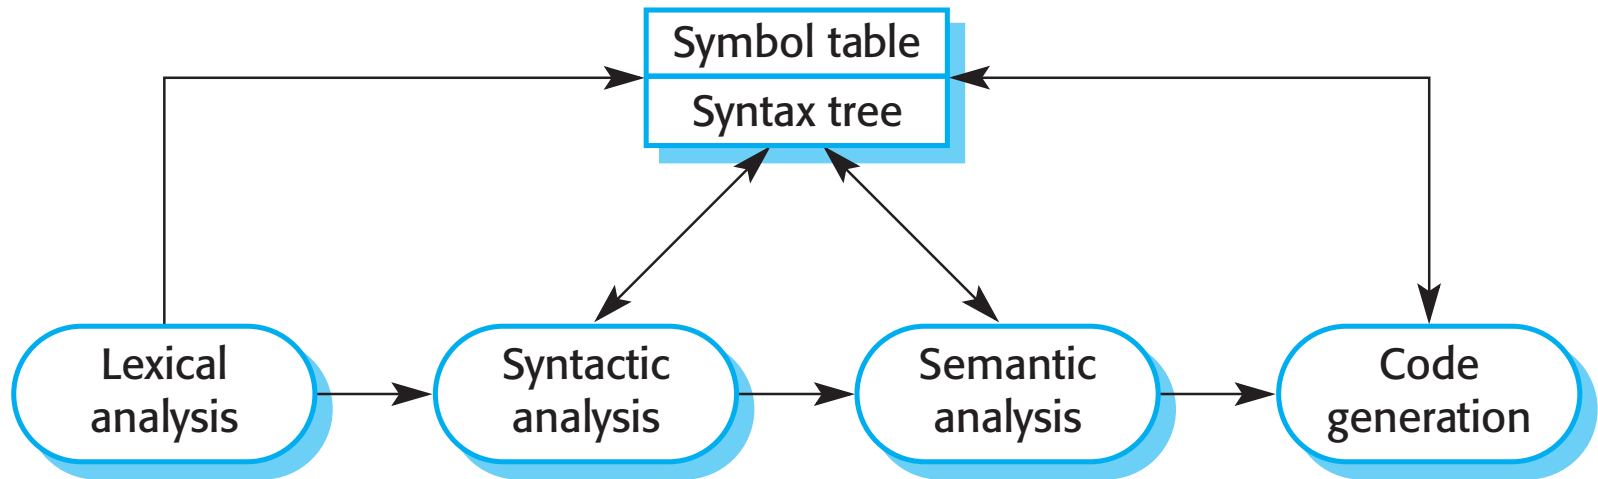 Symbol table
Syntax tree
Lexical
analysis
Syntactic
analysis
Semantic
analysis
Code
generation